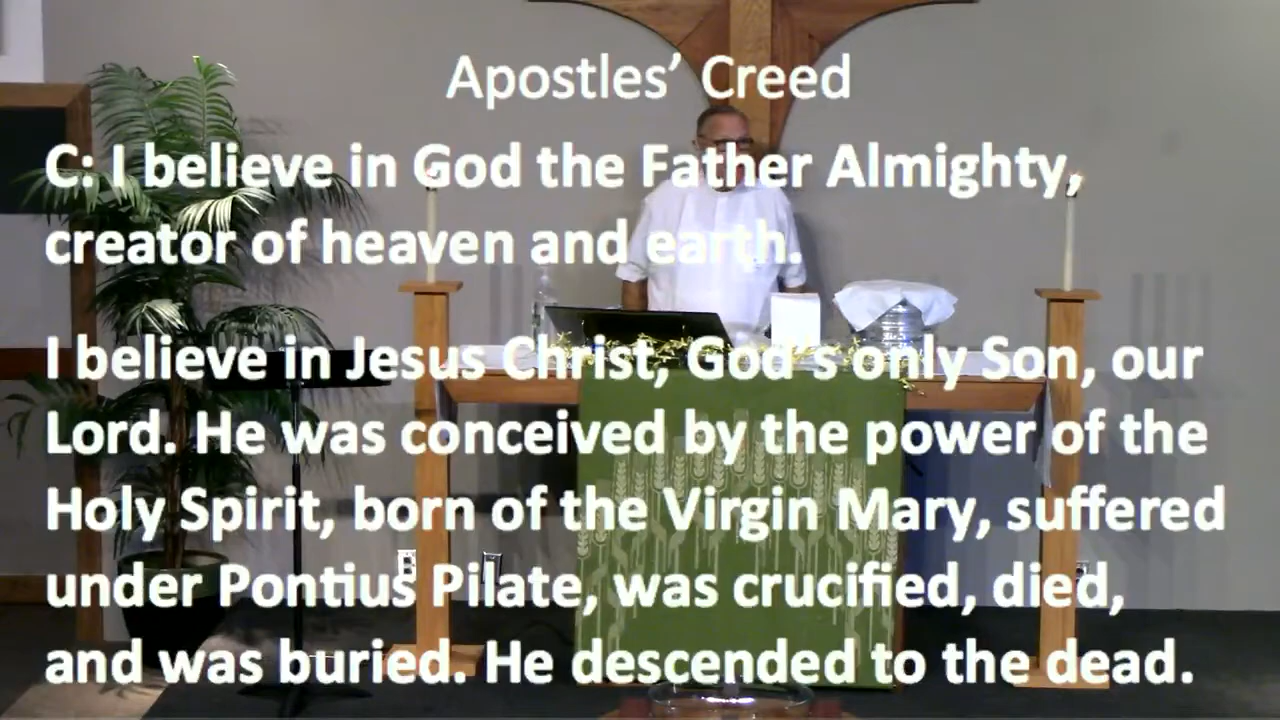 Apostles’ Creed
C: I believe in God the Father Almighty,
creator of heaven and earth.
I believe in Jesus Christ, God’s only Son, our
Lord. He was conceived by the power of the
Holy Spirit, born of the Virgin Mary, suffered
under Pontius Pilate, was crucified, died,
and was buried. He descended to the dead.